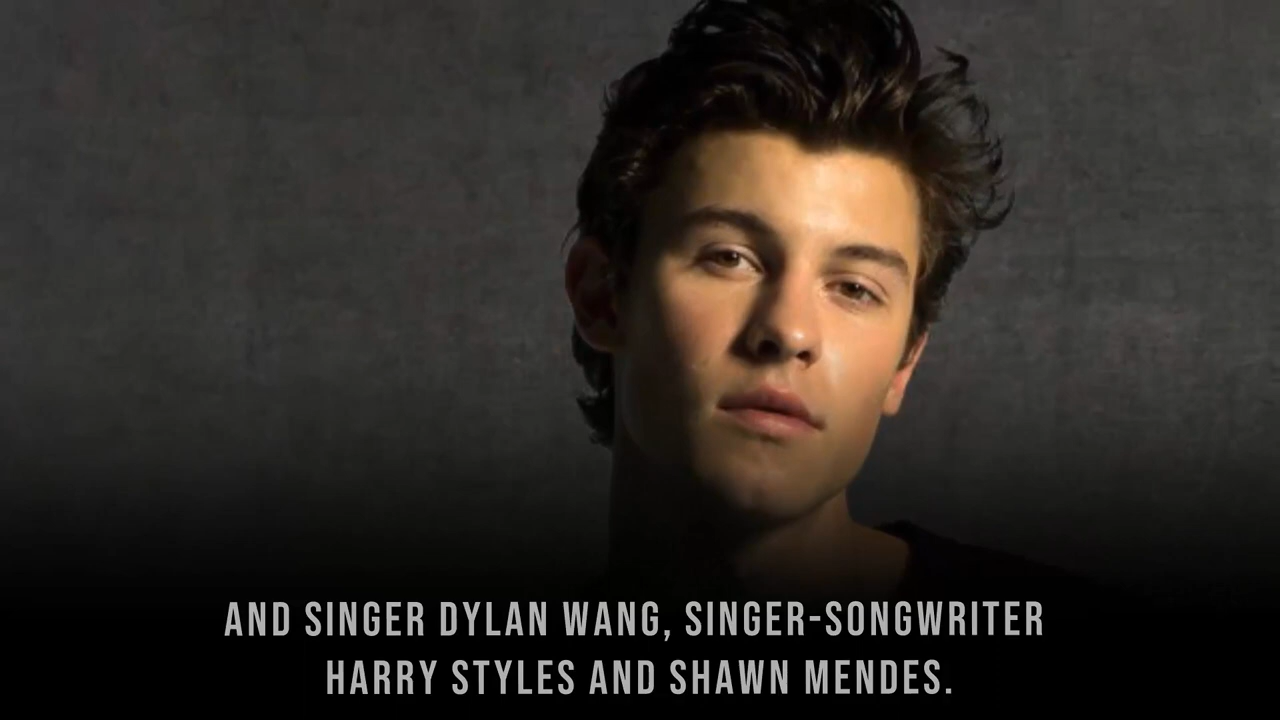 AND SINGER DYLAN WANG, SINGER-SONGWRITER
HARRY STYLES AND SHAWN MENDES.